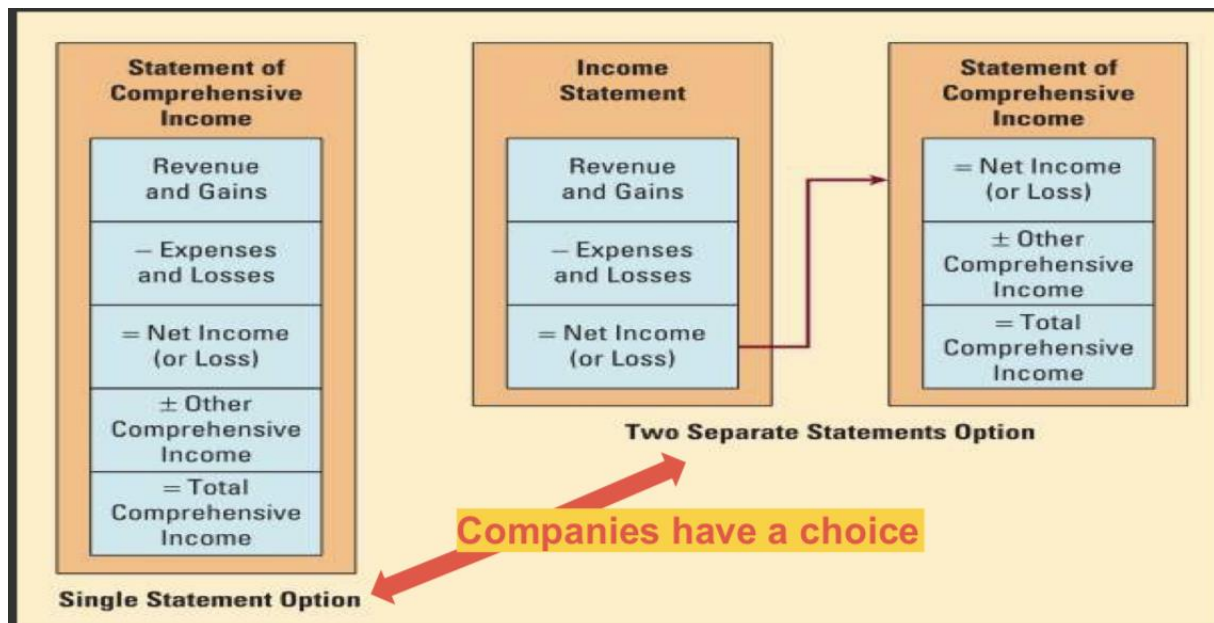 Statement of
Comprehensive
Income
Revenue
and Gains
– Expenses
and Losses
= Net Income
(or Loss)
± Other
Comprehensive
Income
= Total
Comprehensive
Income
Single Statement Option
Income
Statement
Revenue
and Gains
– Expenses
and Losses
= Net Income
(or Loss)
Statement of
Comprehensive
Income
= Net Income
(or Loss)
± Other
Comprehensive
Income
= Total
Comprehensive
Income
Two Separate Statements Option
Companies have a choice